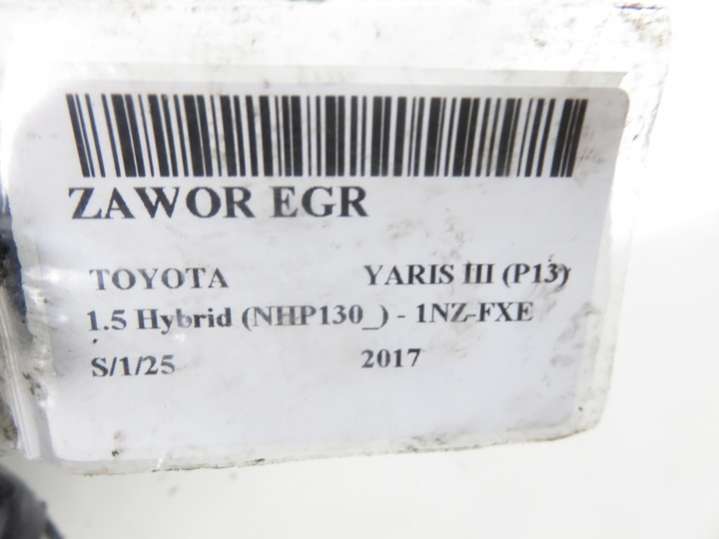 ZAWOR EGR
TOYOTA YARIS III (P13)
1.5 Hybrid (NHP130_) - 1NZ-FXE
S/1/25 2017